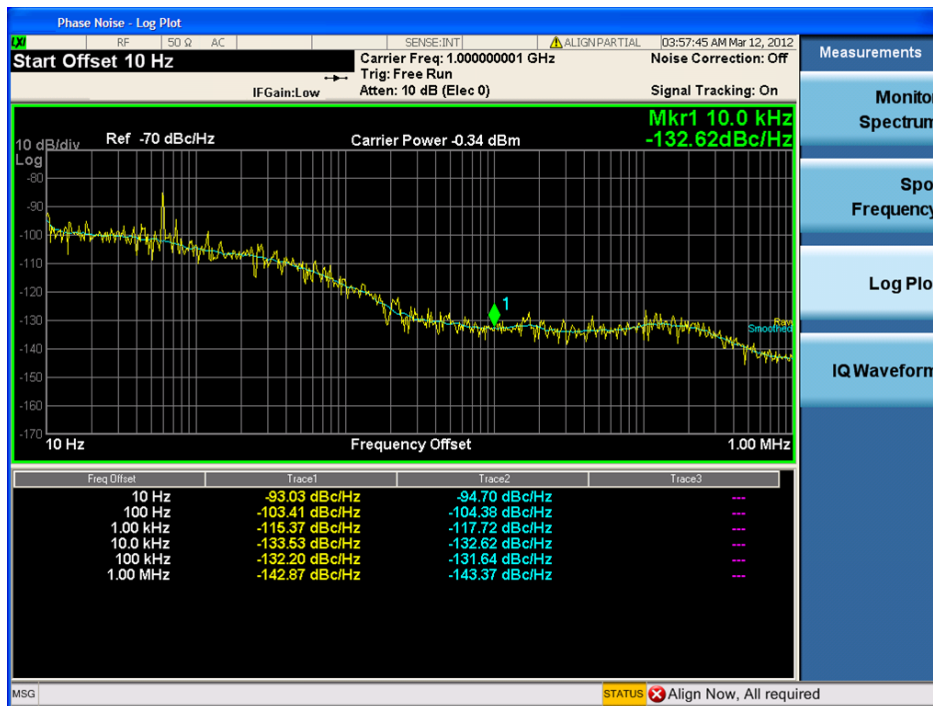 Phase Noise - Log Plot
LXI RF 50 Ω AC SENSE:INT ALIGN PARTIAL 03:57:45 AM Mar 12, 2012
Start Offset 10 Hz
Carrier Freq: 1.000000001 GHz
Noise Correction: Off
Trig: Free Run
IFGain:Low
Atten: 10 dB (Elec 0)
Signal Tracking: On
Measurements
Monitor
Spectrum
Spo
Frequency
Log Plo
IQ Waveform
Mkr1 10.0 kHz
-132.62dBc/Hz
10 dB/div
Ref -70 dBc/Hz
Carrier Power -0.34 dBm
Log
-80
-90
-100
-110
-120
-130
-140
-150
-160
-170
1
Raw
Smoothed
10 Hz Frequency Offset 1.00 MHz
Freq Offset Trace1 Trace2 Trace3
10 Hz -93.03 dBc/Hz -94.70 dBc/Hz ---
100 Hz -103.41 dBc/Hz -104.38 dBc/Hz ---
1.00 kHz -115.37 dBc/Hz -117.72 dBc/Hz ---
10.0 kHz -133.53 dBc/Hz -132.62 dBc/Hz ---
100 kHz -132.20 dBc/Hz -131.64 dBc/Hz ---
1.00 MHz -142.87 dBc/Hz -143.37 dBc/Hz ---
MSG STATUS Align Now, All required